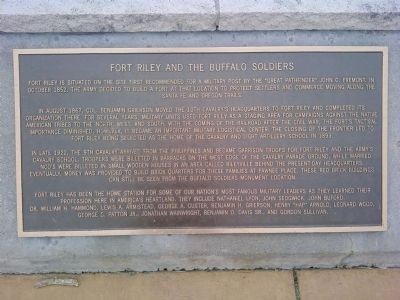 FORT RILEY AND THE BUFFALO SOLDIERS
FORT RILEY IS SITUATED ON THE SITE FIRST RECOMMENDED FOR A MILITARY POST BY THE "GREAT PATHFINDER" JOHN C. FREMONT. IN
OCTOBER 1852, THE ARMY DECIDED TO BUILD A FORT AT THAT LOCATION TO PROTECT SETTLERS AND COMMERCE MOVING ALONG THE
SANTA FE AND OREGON TRAILS.
IN AUGUST 1867, COL. BENJAMIN GRIERSON MOVED THE 10TH CAVALRY'S HEADQUARTERS TO FORT RILEY AND COMPLETED ITS
ORGANIZATION THERE. FOR SEVERAL YEARS, MILITARY UNITS USED FORT RILEY AS A STAGING AREA FOR CAMPAIGNS AGAINST THE NATIVE
AMERICAN TRIBES TO THE NORTH, WEST, AND SOUTH. WITH THE COMING OF THE RAILROAD AFTER THE CIVIL WAR, THE FORT'S TACTICAL
IMPORTANCE DIMINISHED. HOWEVER, IT BECAME AN IMPORTANT MILITARY LOGISTICAL CENTER. THE CLOSING OF THE FRONTIER LED TO
FORT RILEY BEING SELECTED AS THE HOME OF THE CAVALRY AND LIGHT ARTILLERY SCHOOL IN 1893.
IN LATE 1922, THE 9TH CAVALRY ARRIVED FROM THE PHILIPPINES AND BECAME GARRISON TROOPS FOR FORT RILEY AND THE ARMY'S
CAVALRY SCHOOL. TROOPERS WERE BILLETED IN BARRACKS ON THE WEST EDGE OF THE CAVALRY PARADE GROUND, WHILE MARRIED
NCO'S WERE BILLETED IN SMALL WOODEN HOUSES IN AN AREA CALLED RILEYVILLE BEHIND THE PRESENT-DAY HEADQUARTERS.
EVENTUALLY, MONEY WAS PROVIDED TO BUILD BRICK QUARTERS FOR THESE FAMILIES AT PAWNEE PLACE. THESE RED BRICK BUILDINGS
CAN STILL BE SEEN FROM THE BUFFALO SOLDIERS MONUMENT LOCATION.
FORT RILEY HAS BEEN THE HOME STATION FOR SOME OF OUR NATION'S MOST FAMOUS MILITARY LEADERS AS THEY LEARNED THEIR
PROFESSION HERE IN AMERICA'S HEARTLAND. THEY INCLUDE NATHANIEL LYON, JOHN SEDGWICK, JOHN BUFORD,
DR. WILLIAM H. HAMMOND, LEWIS A. ARMISTEAD, GEORGE A. CUSTER, BENJAMIN H. GRIERSON, HENRY "HAP" ARNOLD, LEONARD WOOD,
GEORGE S. PATTON JR., JONATHAN WAINWRIGHT, BENJAMIN O. DAVIS SR., AND GORDON SULLIVAN.